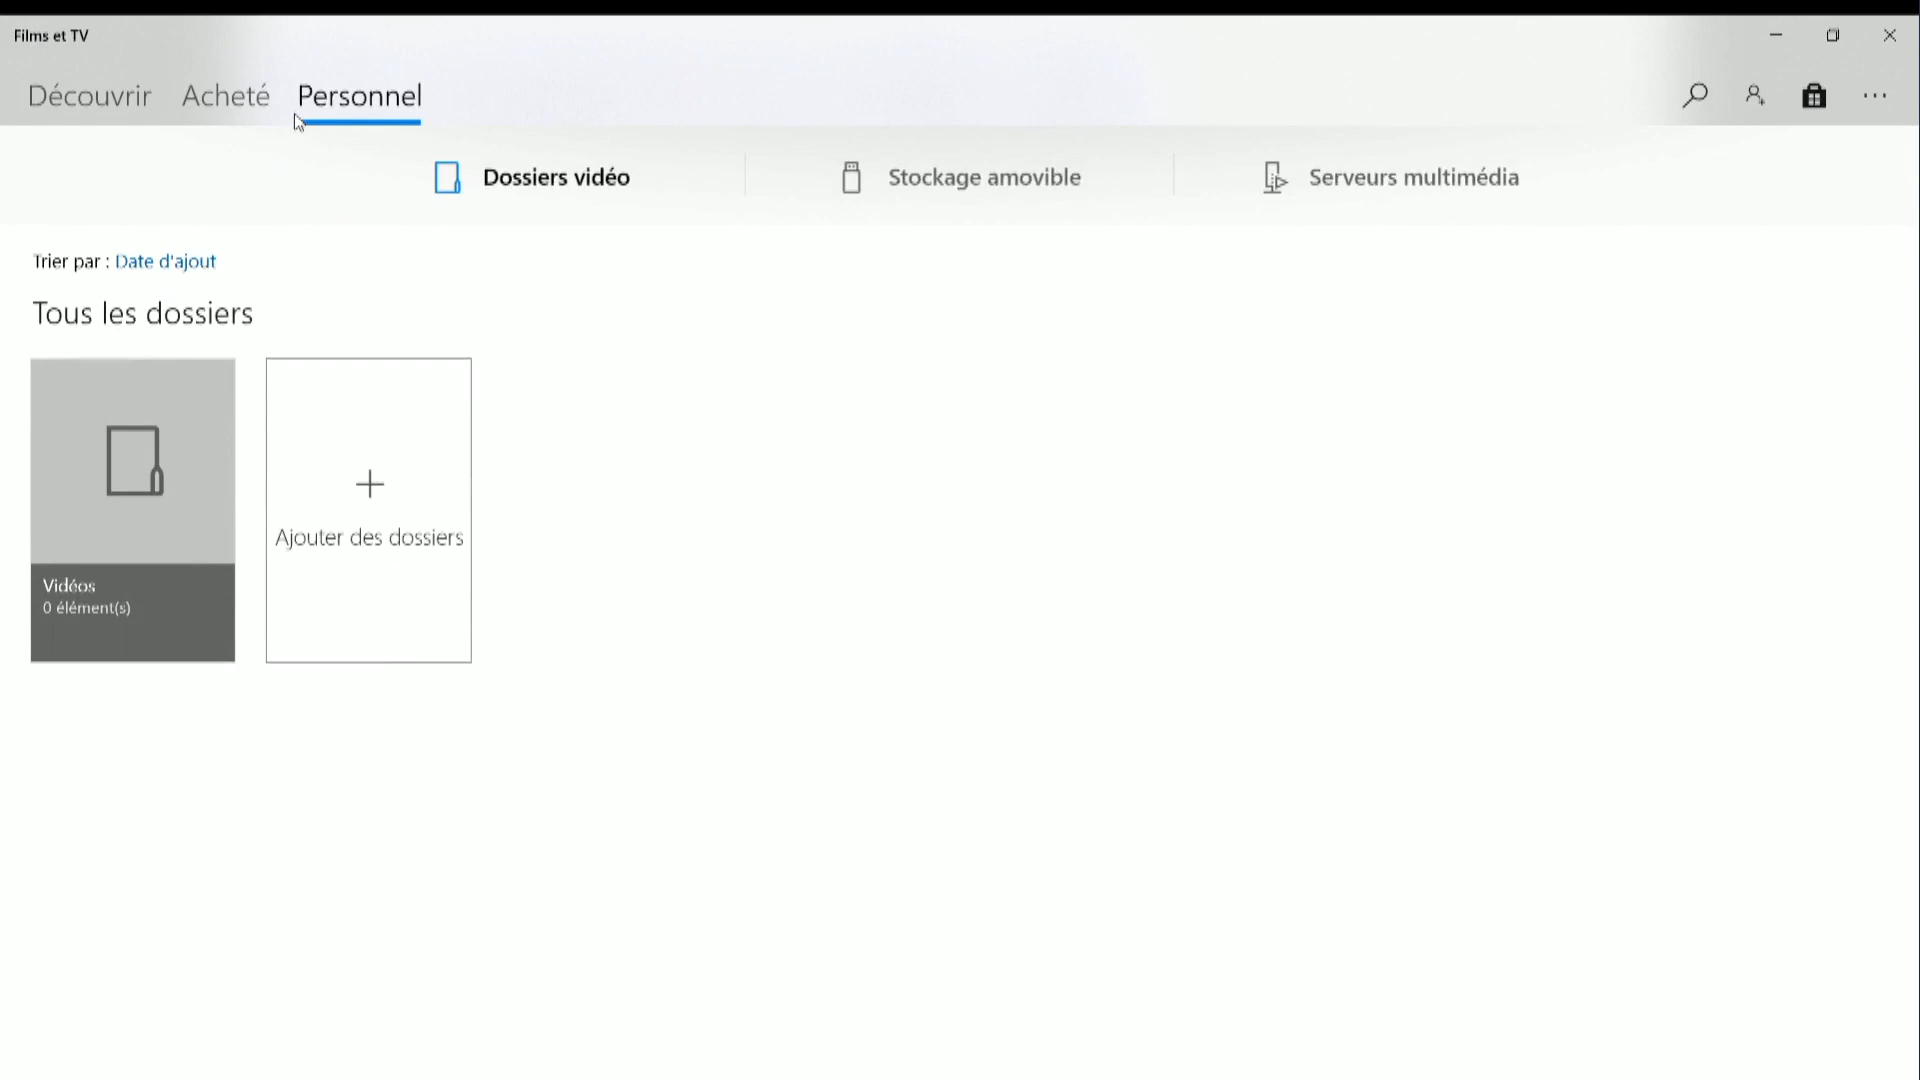 Films et TV
Découvrir Acheté Personnel
Dossiers vidéo Stockage amovible Serveurs multimédia
Trier par : Date d'ajout
Tous les dossiers
Ajouter des dossiers
Vidéos
0 élément(s)